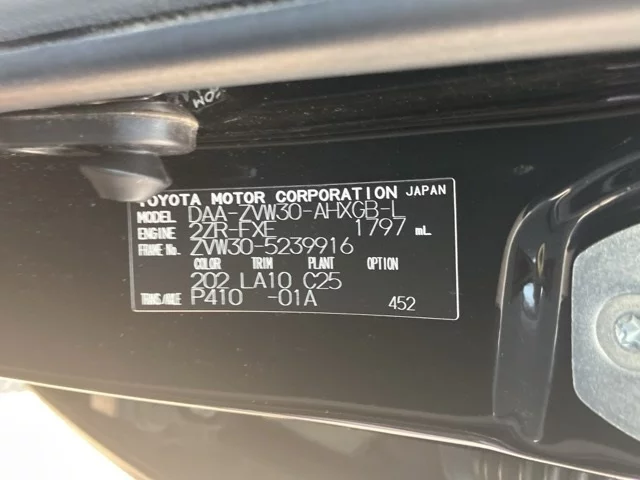 COM
TOYOTA MOTOR CORPORATION JAPAN
MODEL DAA-ZVW30-AHXGB-L
ENGINE 2ZR-FXE 1797 mL
FRAME No. ZVW30-5239916
COLOR TRIM PLANT OPTION
202 LA10 C25
TRANS/AXLE P410 -01A 452